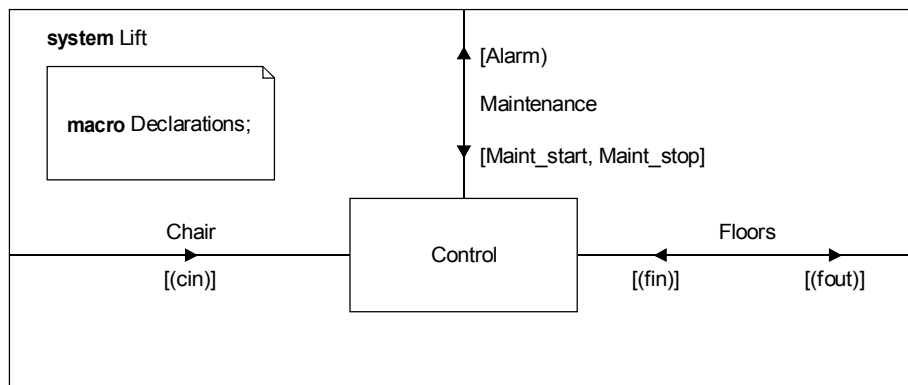 system Lift
macro Declarations;
[Alarm)
Maintenance
[Maint_start, Maint_stop]
Chair
[(cin)]
Control
Floors
[(fin)]
[(fout)]